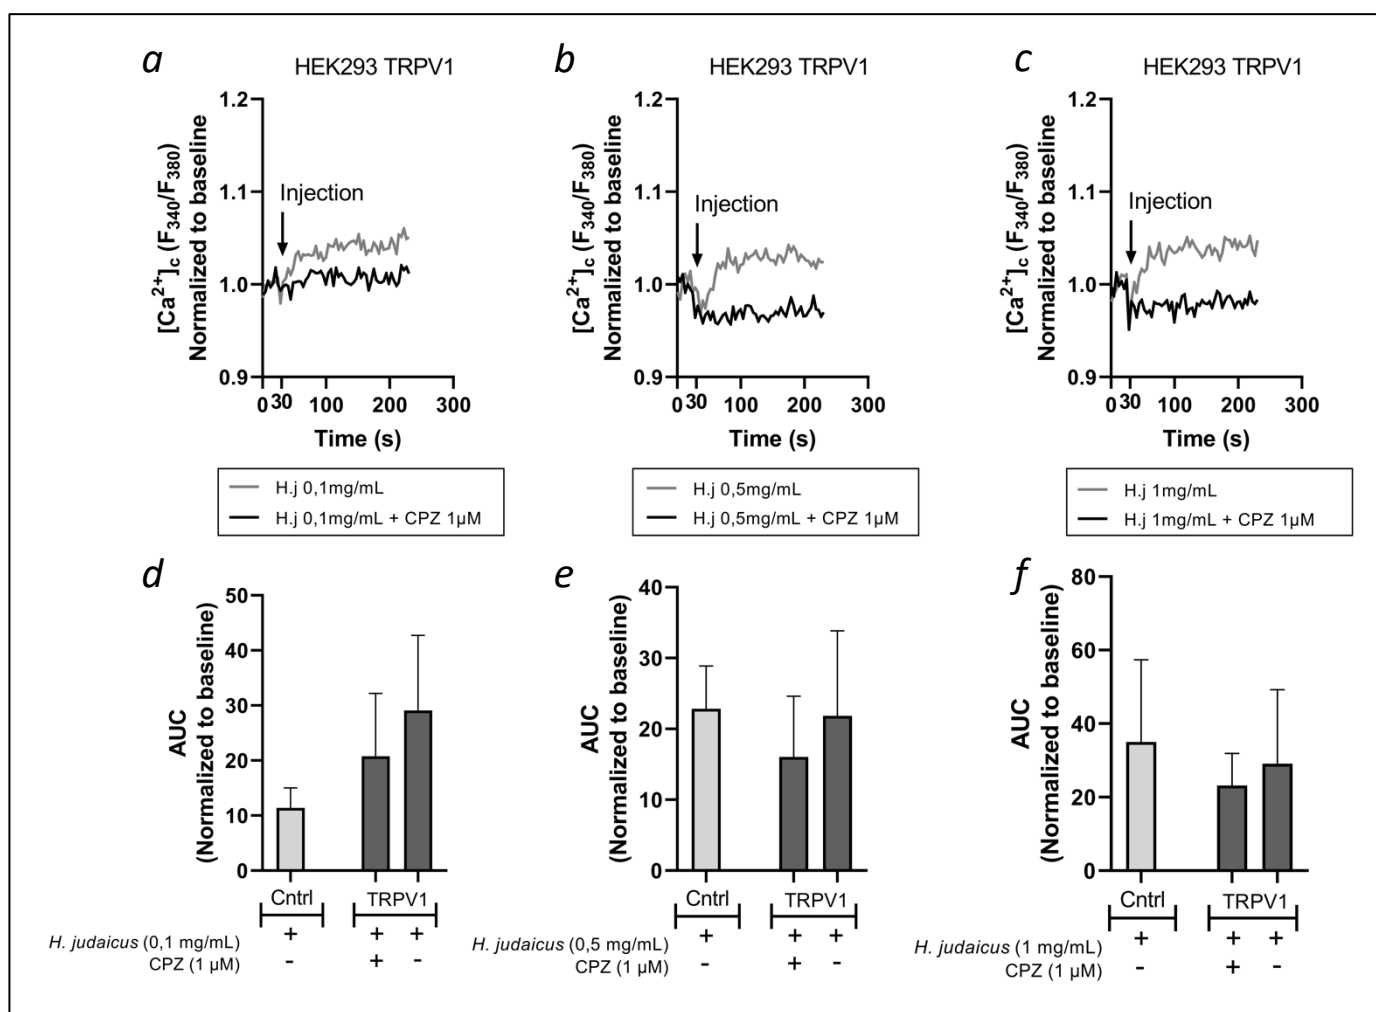 a
HEK293 TRPV1
[Ca2+]c (F340/F380)
Normalized to baseline
1.2
1.1
1.0
0.9
Injection
0 30 100 200 300
Time (s)
H.j 0,1mg/mL
H.j 0,1mg/mL + CPZ 1µM
b
HEK293 TRPV1
[Ca2+]c (F340/F380)
Normalized to baseline
1.2
1.1
1.0
0.9
Injection
0 30 100 200 300
Time (s)
H.j 0,5mg/mL
H.j 0,5mg/mL + CPZ 1µM
c
HEK293 TRPV1
[Ca2+]c (F340/F380)
Normalized to baseline
1.2
1.1
1.0
0.9
Injection
0 30 100 200 300
Time (s)
H.j 1mg/mL
H.j 1mg/mL + CPZ 1µM
d
AUC
(Normalized to baseline)
50
40
30
20
10
0
Cntrl TRPV1
H. judaicus (0,1 mg/mL) + + +
CPZ (1 µM) - + -
e
AUC
(Normalized to baseline)
40
30
20
10
0
Cntrl TRPV1
H. judaicus (0,5 mg/mL) + + +
CPZ (1 µM) - + -
f
AUC
(Normalized to baseline)
80
60
40
20
0
Cntrl TRPV1
H. judaicus (1 mg/mL) + + +
CPZ (1 µM) - + -